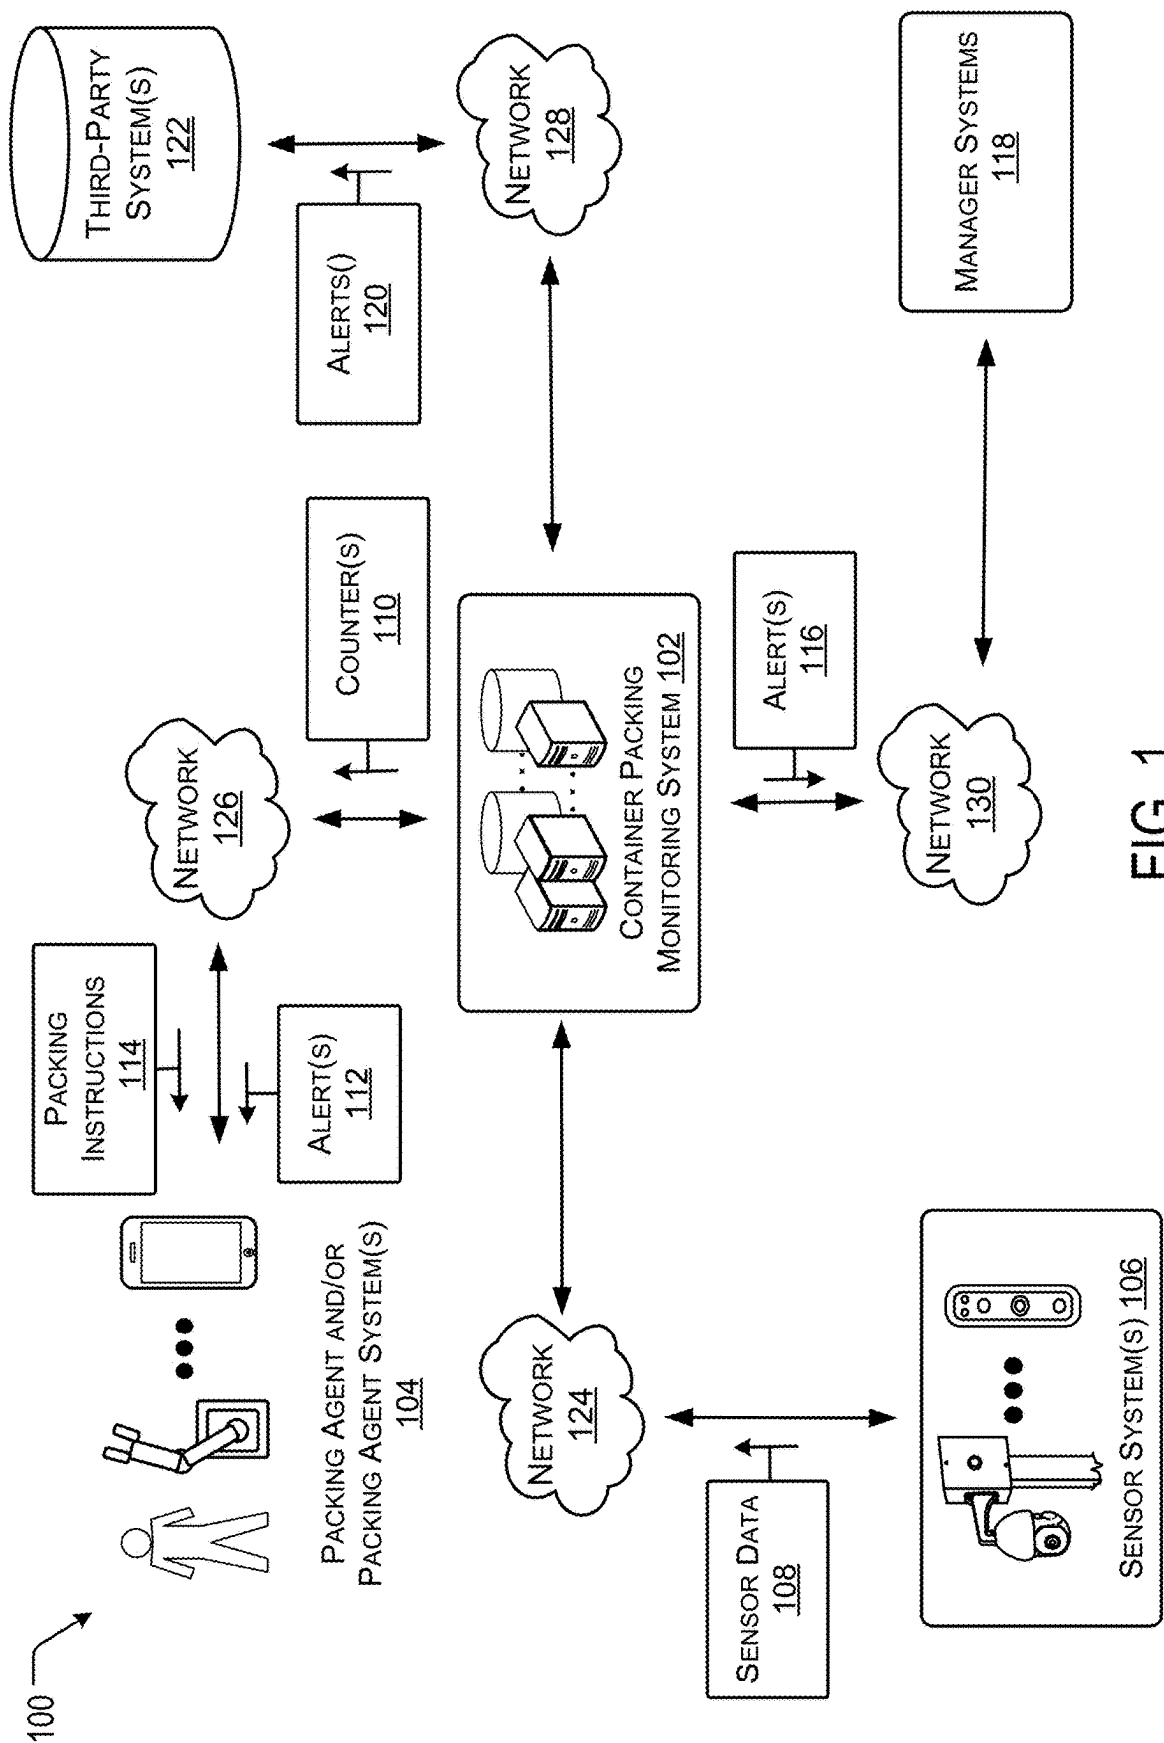 100
PACKING AGENT AND/OR
PACKING AGENT SYSTEM(S)
104
PACKING
INSTRUCTIONS
114
ALERT(S)
112
NETWORK
126
COUNTER(S)
110
THIRD-PARTY
SYSTEM(S)
122
ALERTS()
120
NETWORK
128
CONTAINER PACKING
MONITORING SYSTEM 102
NETWORK
124
SENSOR DATA
108
SENSOR SYSTEM(S) 106
ALERT(S)
116
NETWORK
130
MANAGER SYSTEMS
118
FIG. 1